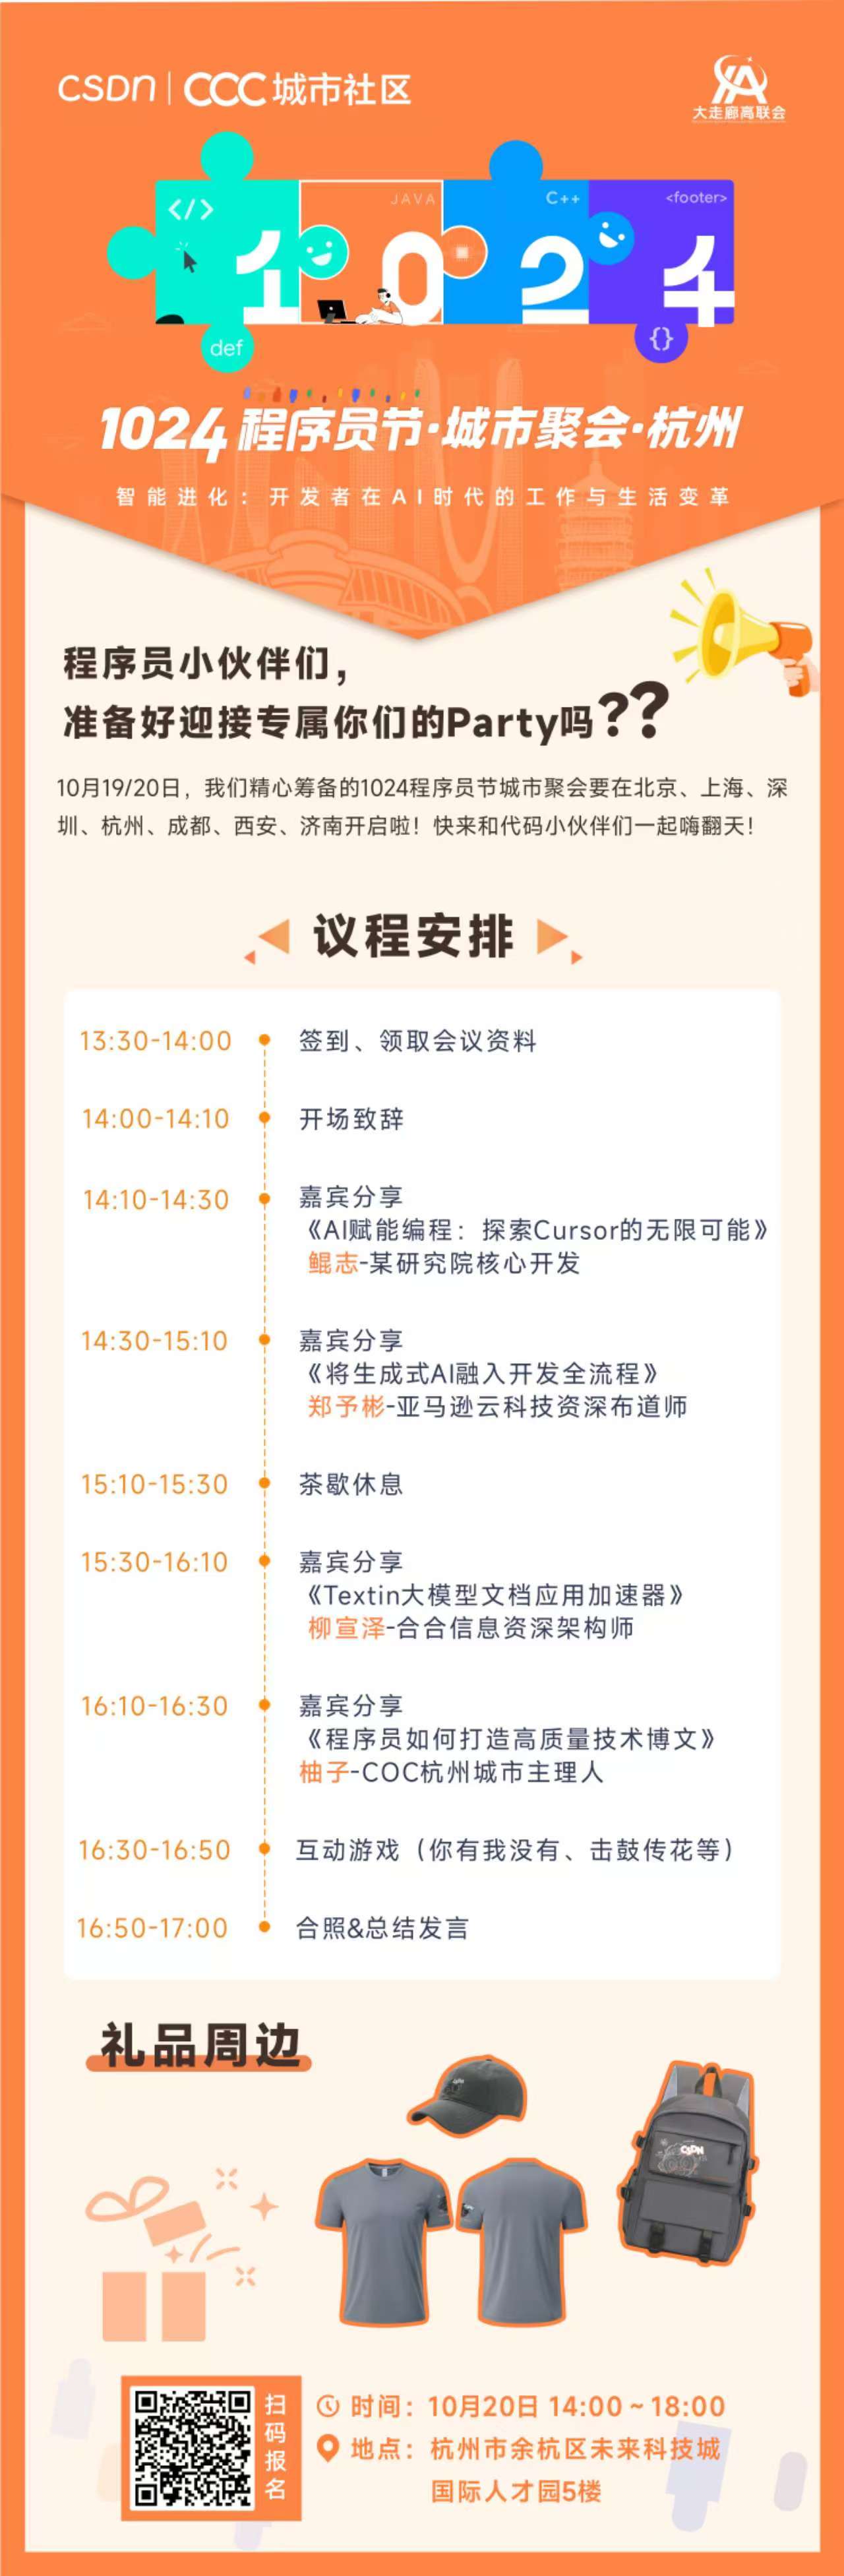 CSDN | CCC 城市社区
大走廊高联会
</>
JAVA
C++
<footer>
1024
def
{}
1024程序员节·城市聚会·杭州
智能进化：开发者在AI时代的工作与生活变革
程序员小伙伴们，
准备好迎接专属你们的Party吗??
10月19/20日，我们精心筹备的1024程序员节城市聚会要在北京、上海、深
圳、杭州、成都、西安、济南开启啦！快来和代码小伙伴们一起嗨翻天！
议程安排
13:30-14:00 签到、领取会议资料
14:00-14:10 开场致辞
14:10-14:30 嘉宾分享
《AI赋能编程：探索Cursor的无限可能》
鲲志-某研究院核心开发
14:30-15:10 嘉宾分享
《将生成式AI融入开发全流程》
郑予彬-亚马逊云科技资深布道师
15:10-15:30 茶歇休息
15:30-16:10 嘉宾分享
《Textin大模型文档应用加速器》
柳宣泽-合合信息资深架构师
16:10-16:30 嘉宾分享
《程序员如何打造高质量技术博文》
柚子-COC杭州城市主理人
16:30-16:50 互动游戏（你有我没有、击鼓传花等）
16:50-17:00 合照&总结发言
礼品周边
CSDN
扫码报名
时间：10月20日 14:00 ~ 18:00
地点：杭州市余杭区未来科技城
国际人才园5楼